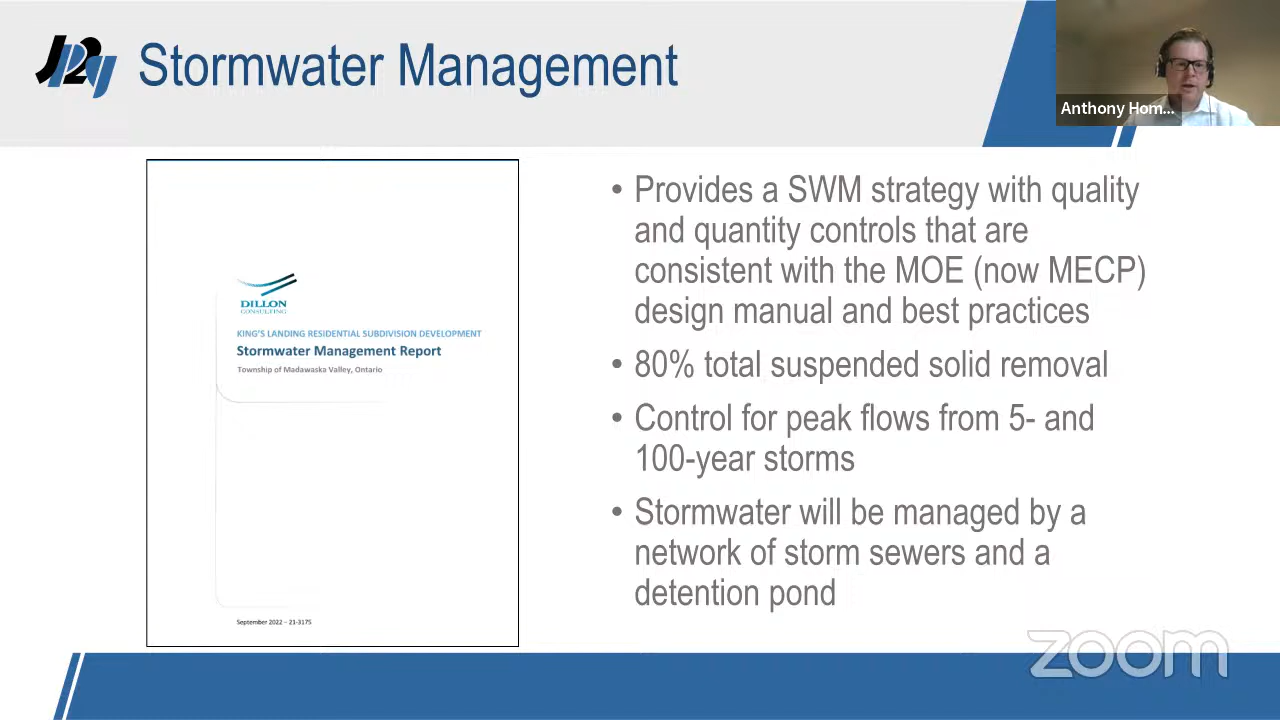 J2PG Stormwater Management
Anthony Hom...
DILLON
CONSULTING
KING'S LANDING RESIDENTIAL SUBDIVISION DEVELOPMENT
Stormwater Management Report
Township of Madawaska Valley, Ontario
September 2022 – 21-3175
• Provides a SWM strategy with quality
and quantity controls that are
consistent with the MOE (now MECP)
design manual and best practices
• 80% total suspended solid removal
• Control for peak flows from 5- and
100-year storms
• Stormwater will be managed by a
network of storm sewers and a
detention pond
zoom